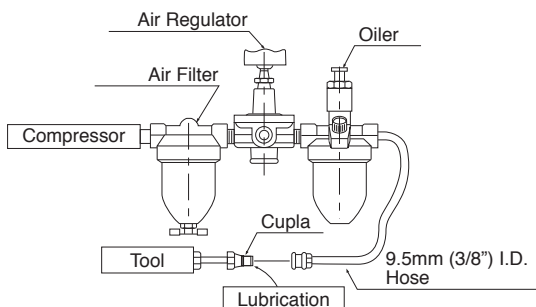 Air Regulator
Oiler
Air Filter
Compressor
Cupla
Tool
9.5mm (3/8”) I.D.
Hose
Lubrication